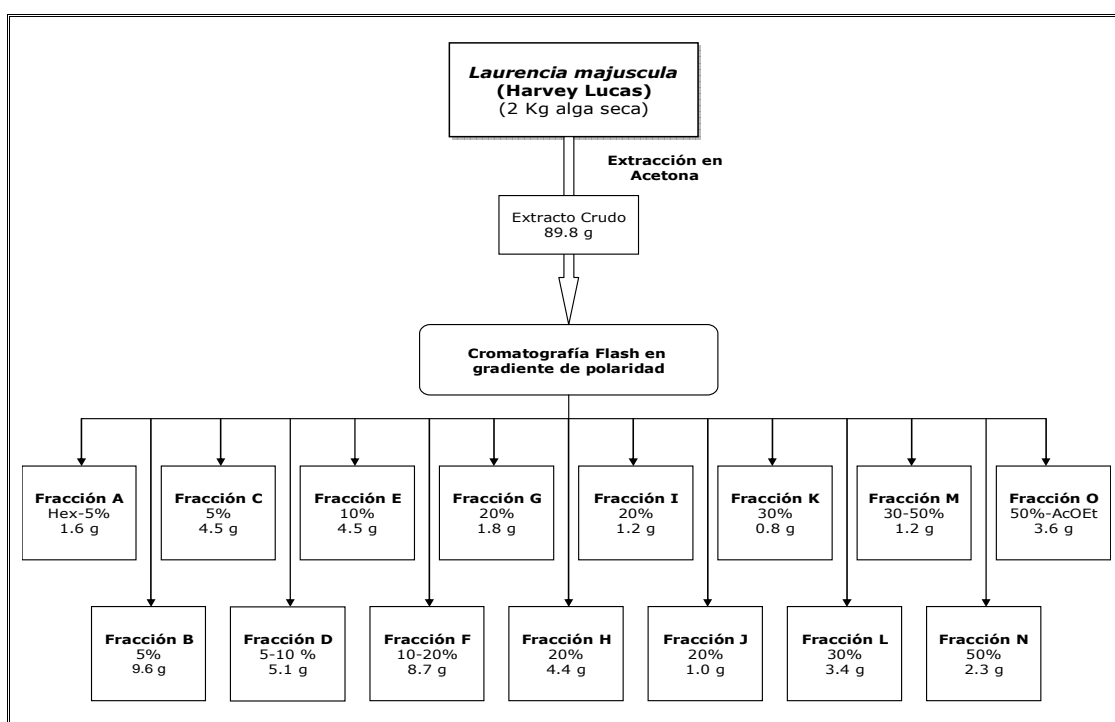 Laurencia majuscula
(Harvey Lucas)
(2 Kg alga seca)
Extracción en
Acetona
Extracto Crudo
89.8 g
Cromatografía Flash en
gradiente de polaridad
Fracción A
Hex-5%
1.6 g
Fracción C
5%
4.5 g
Fracción E
10%
4.5 g
Fracción G
20%
1.8 g
Fracción I
20%
1.2 g
Fracción K
30%
0.8 g
Fracción M
30-50%
1.2 g
Fracción O
50%-AcOEt
3.6 g
Fracción B
5%
9.6 g
Fracción D
5-10 %
5.1 g
Fracción F
10-20%
8.7 g
Fracción H
20%
4.4 g
Fracción J
20%
1.0 g
Fracción L
30%
3.4 g
Fracción N
50%
2.3 g